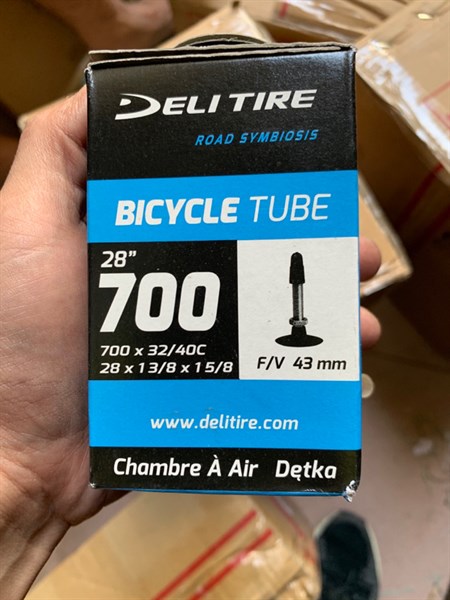 DELI TIRE
ROAD SYMBIOSIS
BICYCLE TUBE
28"
700
700 x 32/40C
28 x 1 3/8 x 1 5/8
F/V 43 mm
www.delitire.com
Chambre À Air Dętka